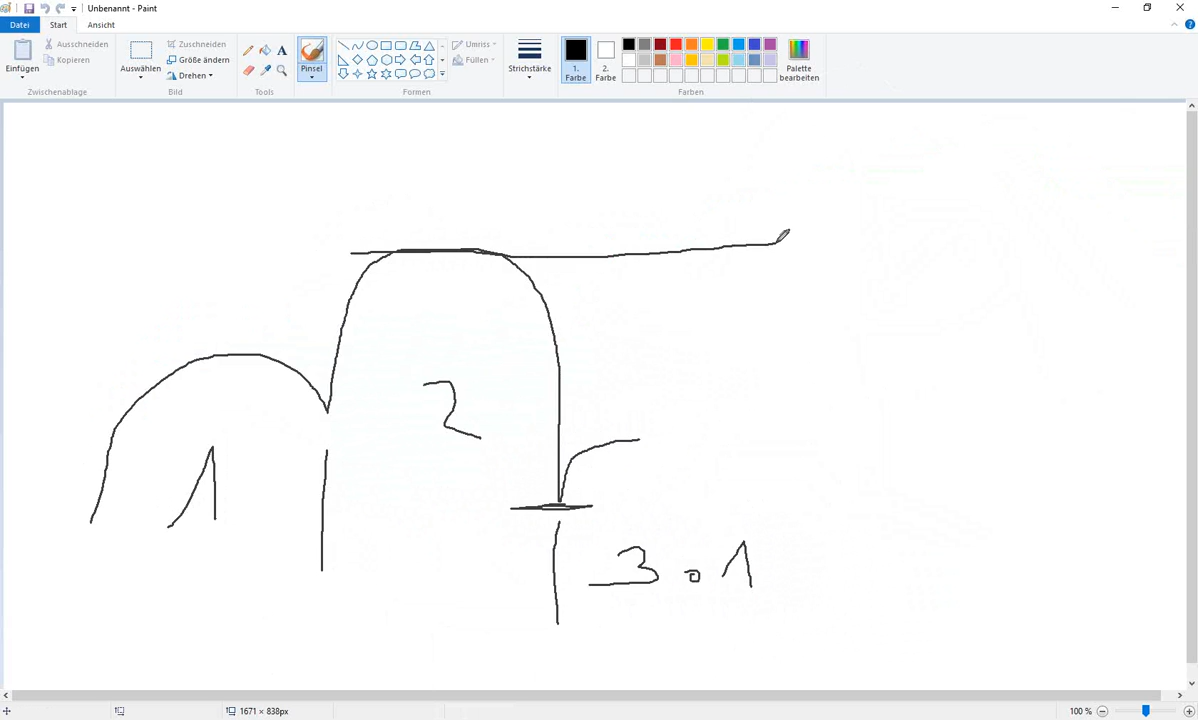 Unbenannt - Paint
Datei Start Ansicht
Einfügen
Ausschneiden
Kopieren
Zwischenablage
Auswählen
Zuschneiden
Größe ändern
Drehen
Bild
Tools
Pinsel
Umriss
Füllen
Formen
Strichstärke
1. Farbe
2. Farbe
Palette bearbeiten
Farben
1
2
3.1
1671 × 838px
100 %